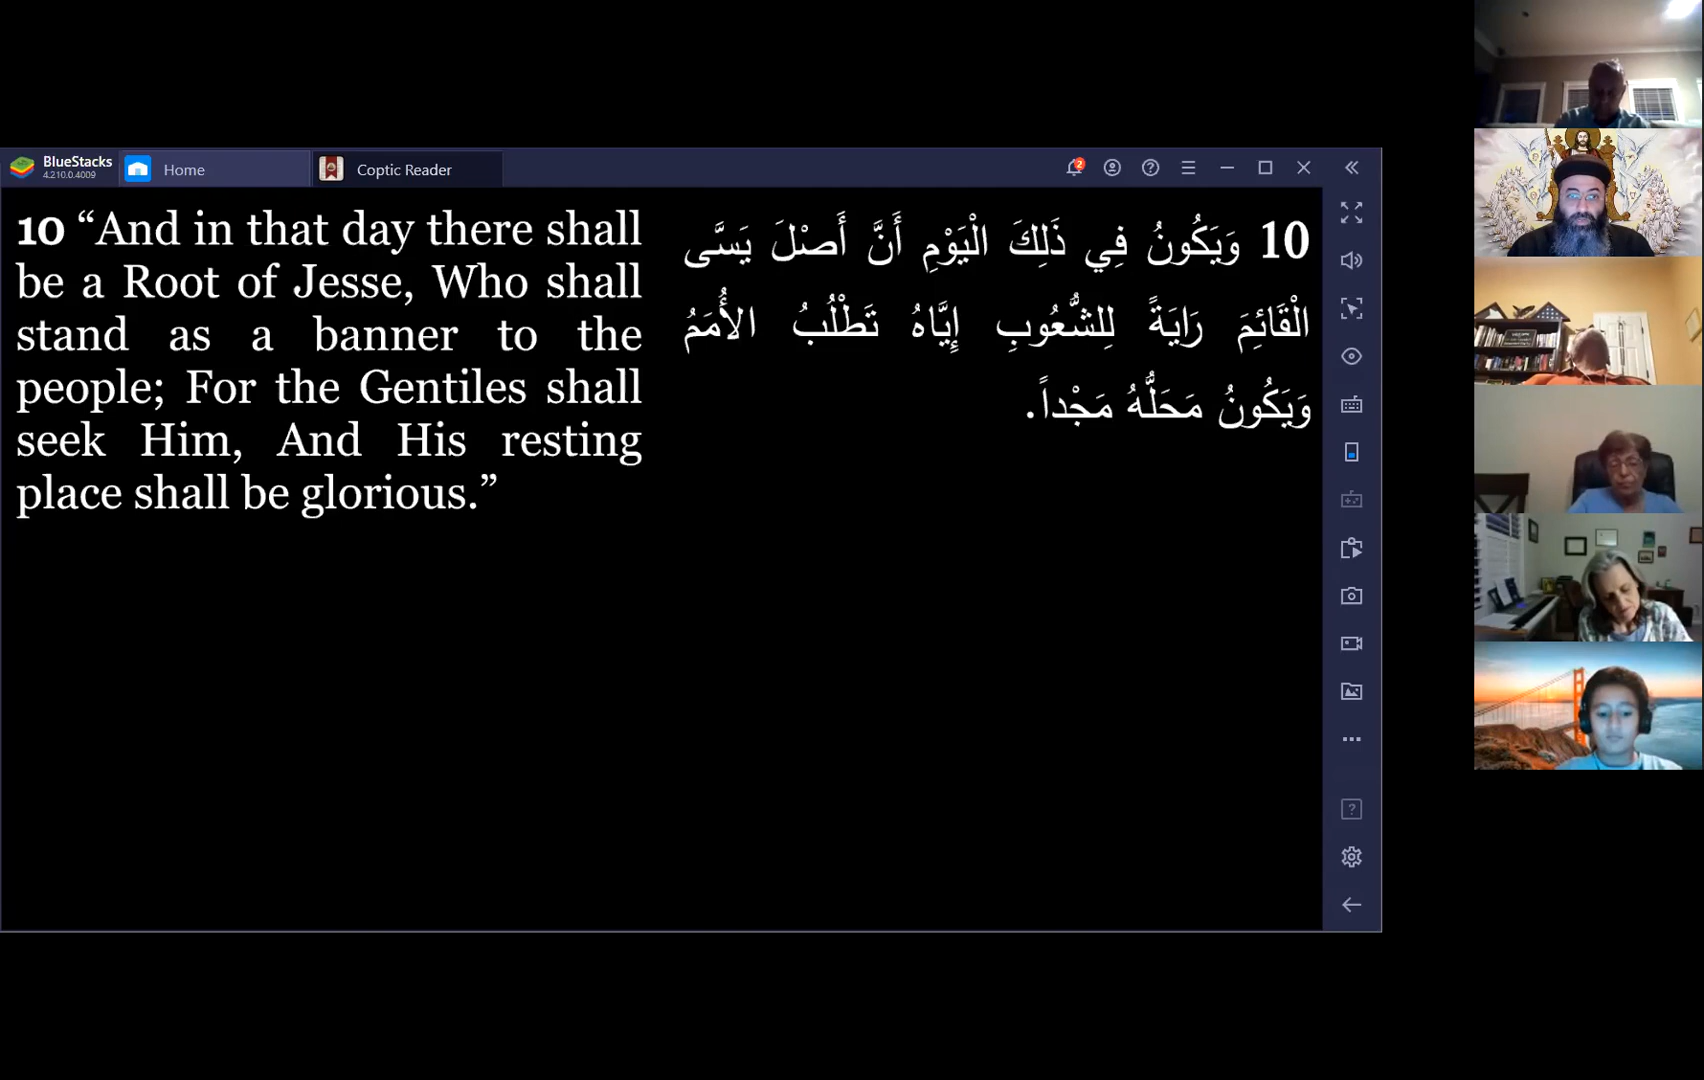 BlueStacks
4.210.0.4009
Home
Coptic Reader
2
10 “And in that day there shall
be a Root of Jesse, Who shall
stand as a banner to the
people; For the Gentiles shall
seek Him, And His resting
place shall be glorious.”
10 وَيَكُونُ فِي ذَلِكَ الْيَوْمِ أَنَّ أَصْلَ يَسَّى
الْقَائِمَ رَايَةً لِلشُّعُوبِ إِيَّاهُ تَطْلُبُ الأُمَمُ
وَيَكُونُ مَحَلُّهُ مَجْداً.